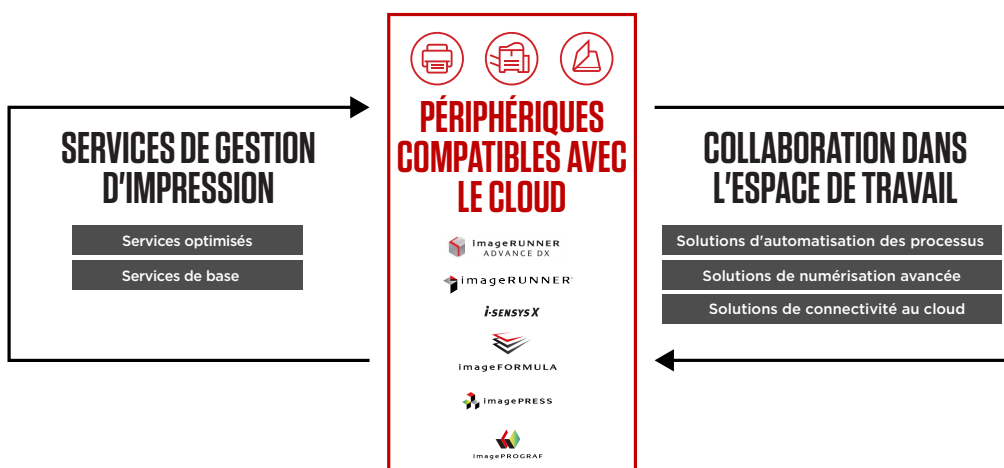 SERVICES DE GESTION
D'IMPRESSION
Services optimisés
Services de base
PÉRIPHÉRIQUES
COMPATIBLES AVEC
LE CLOUD
imageRUNNER
ADVANCE DX
imageRUNNER
i-SENSYS X
imageFORMULA
imagePRESS
imagePROGRAF
COLLABORATION DANS
L'ESPACE DE TRAVAIL
Solutions d'automatisation des processus
Solutions de numérisation avancée
Solutions de connectivité au cloud